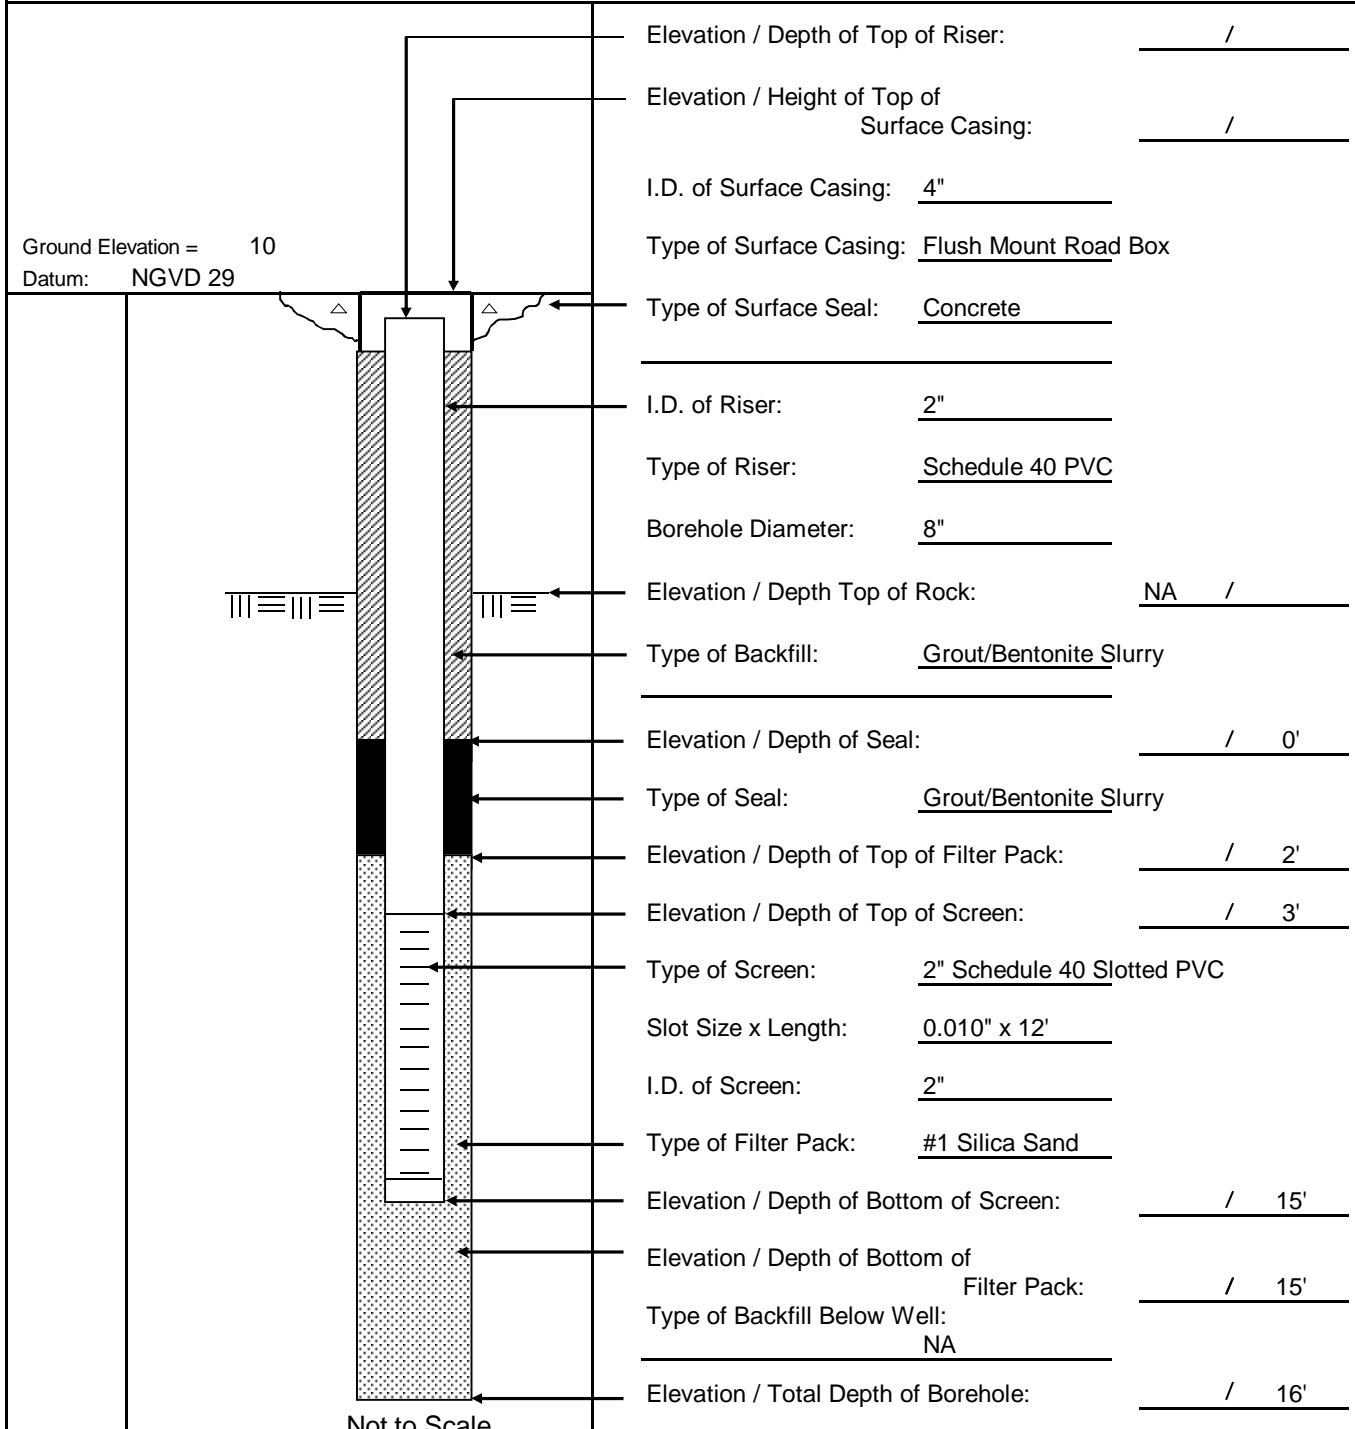 Elevation / Depth of Top of Riser: /
Elevation / Height of Top of
Surface Casing: /
I.D. of Surface Casing: 4"
Ground Elevation = 10
Type of Surface Casing: Flush Mount Road Box
Datum: NGVD 29
Type of Surface Seal: Concrete
I.D. of Riser: 2"
Type of Riser: Schedule 40 PVC
Borehole Diameter: 8"
Elevation / Depth Top of Rock: NA /
Type of Backfill: Grout/Bentonite Slurry
Elevation / Depth of Seal: / 0'
Type of Seal: Grout/Bentonite Slurry
Elevation / Depth of Top of Filter Pack: / 2'
Elevation / Depth of Top of Screen: / 3'
Type of Screen: 2" Schedule 40 Slotted PVC
Slot Size x Length: 0.010" x 12'
I.D. of Screen: 2"
Type of Filter Pack: #1 Silica Sand
Elevation / Depth of Bottom of Screen: / 15'
Elevation / Depth of Bottom of
Filter Pack: / 15'
Type of Backfill Below Well:
NA
Elevation / Total Depth of Borehole: / 16'
Not to Scale